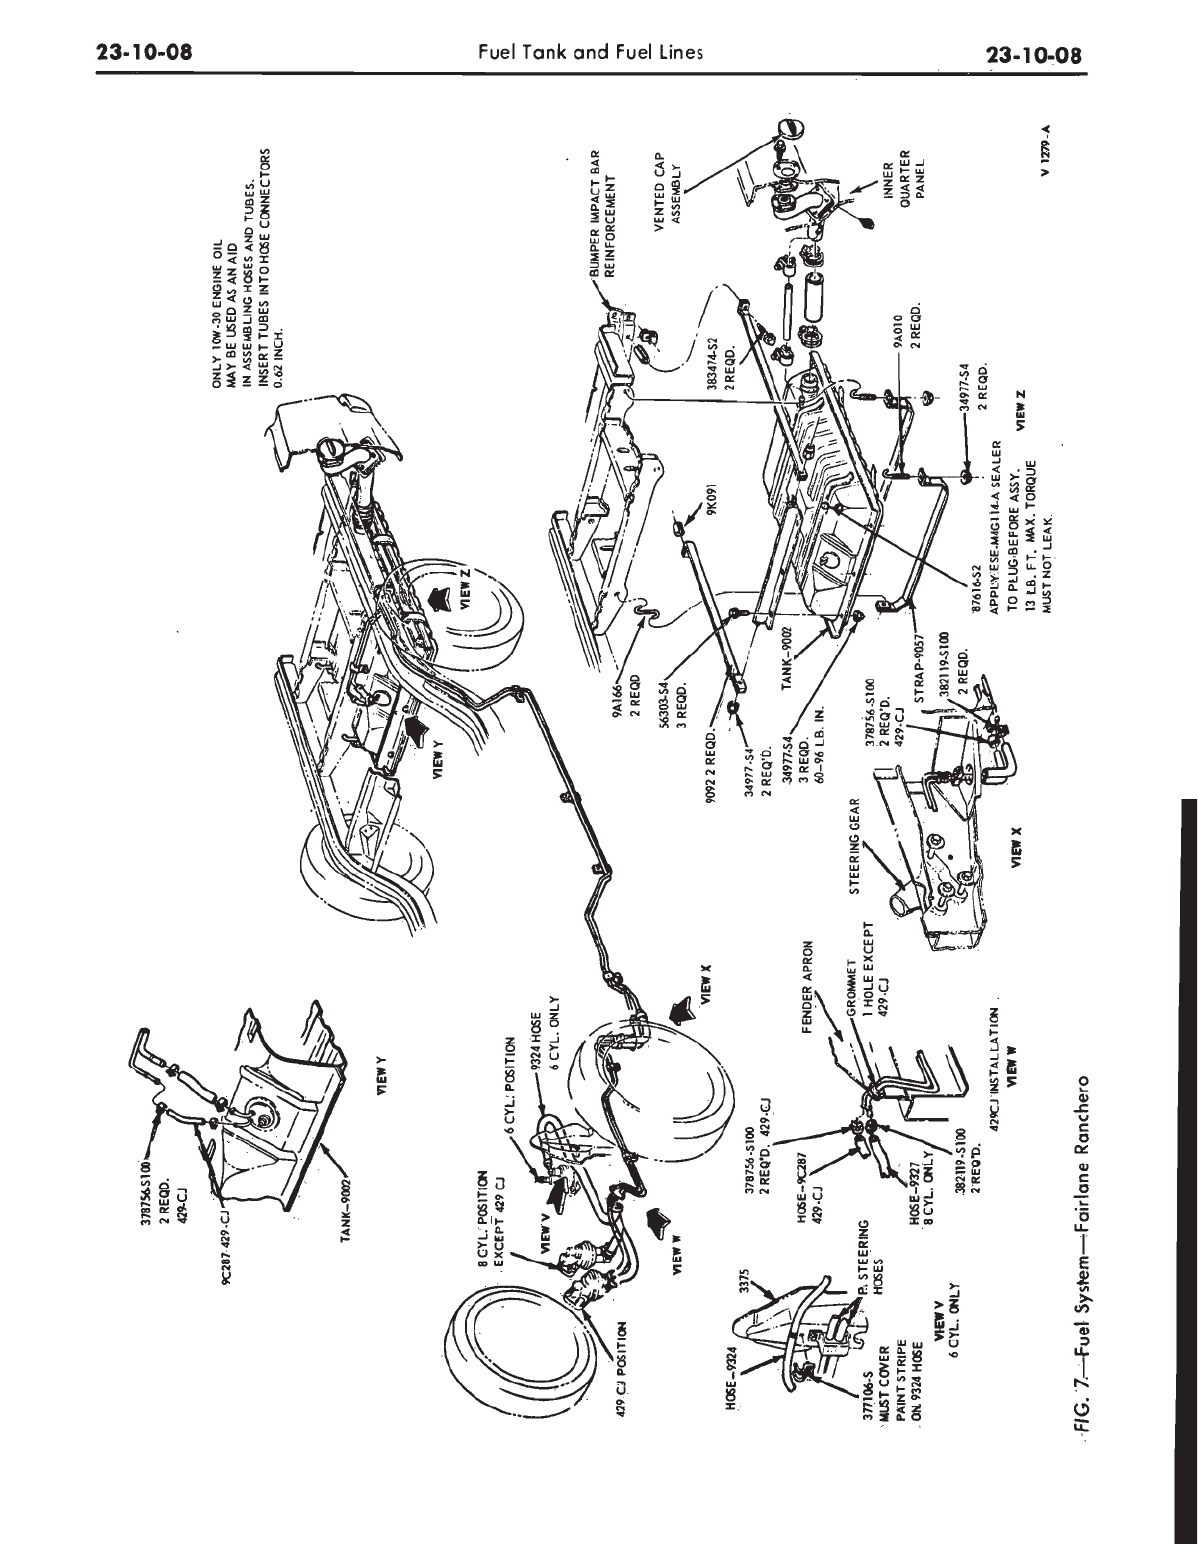 23-10-08
Fuel Tank and Fuel Lines
23-10-08
ONLY 10W-30 ENGINE OIL
MAY BE USED AS AN AID
IN ASSEMBLING HOSES AND TUBES.
INSERT TUBES INTO HOSE CONNECTORS
0.62 INCH.
378756-S100
2 REQD.
429-CJ
9C287 429-CJ
TANK-9002
VIEW Y
VIEW Y
VIEW Z
8 CYL. POSITION
EXCEPT 429 CJ
6 CYL. POSITION
9324 HOSE
6 CYL. ONLY
VIEW V
VIEW W
VIEW X
429 CJ POSITION
BUMPER IMPACT BAR
REINFORCEMENT
VENTED CAP
ASSEMBLY
INNER
QUARTER
PANEL
383474-S2
2 REQD.
9K091
9A010
2 REQD.
34977-S4
2 REQD.
VIEW Z
9A166
2 REQD
56303-S4
3 REQD.
9092 2 REQD.
34977-S4
2 REQ'D.
34977-S4
3 REQD.
60-96 LB. IN.
TANK-9002
STRAP-9057
87616-S2
APPLY ESE-M4G114-A SEALER
TO PLUG BEFORE ASSY.
13 LB. FT. MAX. TORQUE
MUST NOT LEAK.
HOSE-9324
3375
P. STEERING
HOSES
377106-S
MUST COVER
PAINT STRIPE
ON 9324 HOSE
VIEW V
6 CYL. ONLY
378756-S100
2 REQ'D. 429-CJ
HOSE-9C287
429-CJ
FENDER APRON
GROMMET
1 HOLE EXCEPT
429-CJ
HOSE-9327
8 CYL. ONLY
382119-S100
2 REQ'D.
429CJ INSTALLATION
VIEW W
STEERING GEAR
378756-S100
2 REQ'D.
429-CJ
382119-S100
2 REQD.
VIEW X
V 1279-A
FIG. 7—Fuel System—Fairlane Ranchero